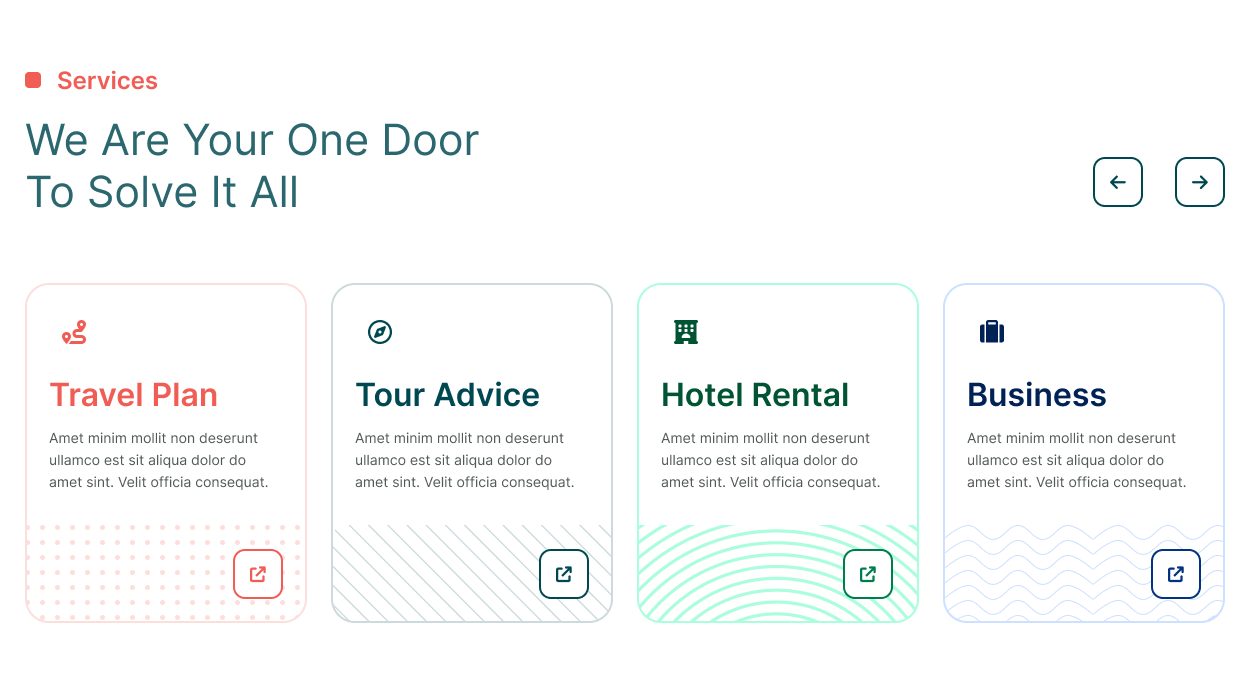 Services
We Are Your One Door
To Solve It All
Travel Plan
Amet minim mollit non deserunt
ullamco est sit aliqua dolor do
amet sint. Velit officia consequat.
Tour Advice
Amet minim mollit non deserunt
ullamco est sit aliqua dolor do
amet sint. Velit officia consequat.
Hotel Rental
Amet minim mollit non deserunt
ullamco est sit aliqua dolor do
amet sint. Velit officia consequat.
Business
Amet minim mollit non deserunt
ullamco est sit aliqua dolor do
amet sint. Velit officia consequat.